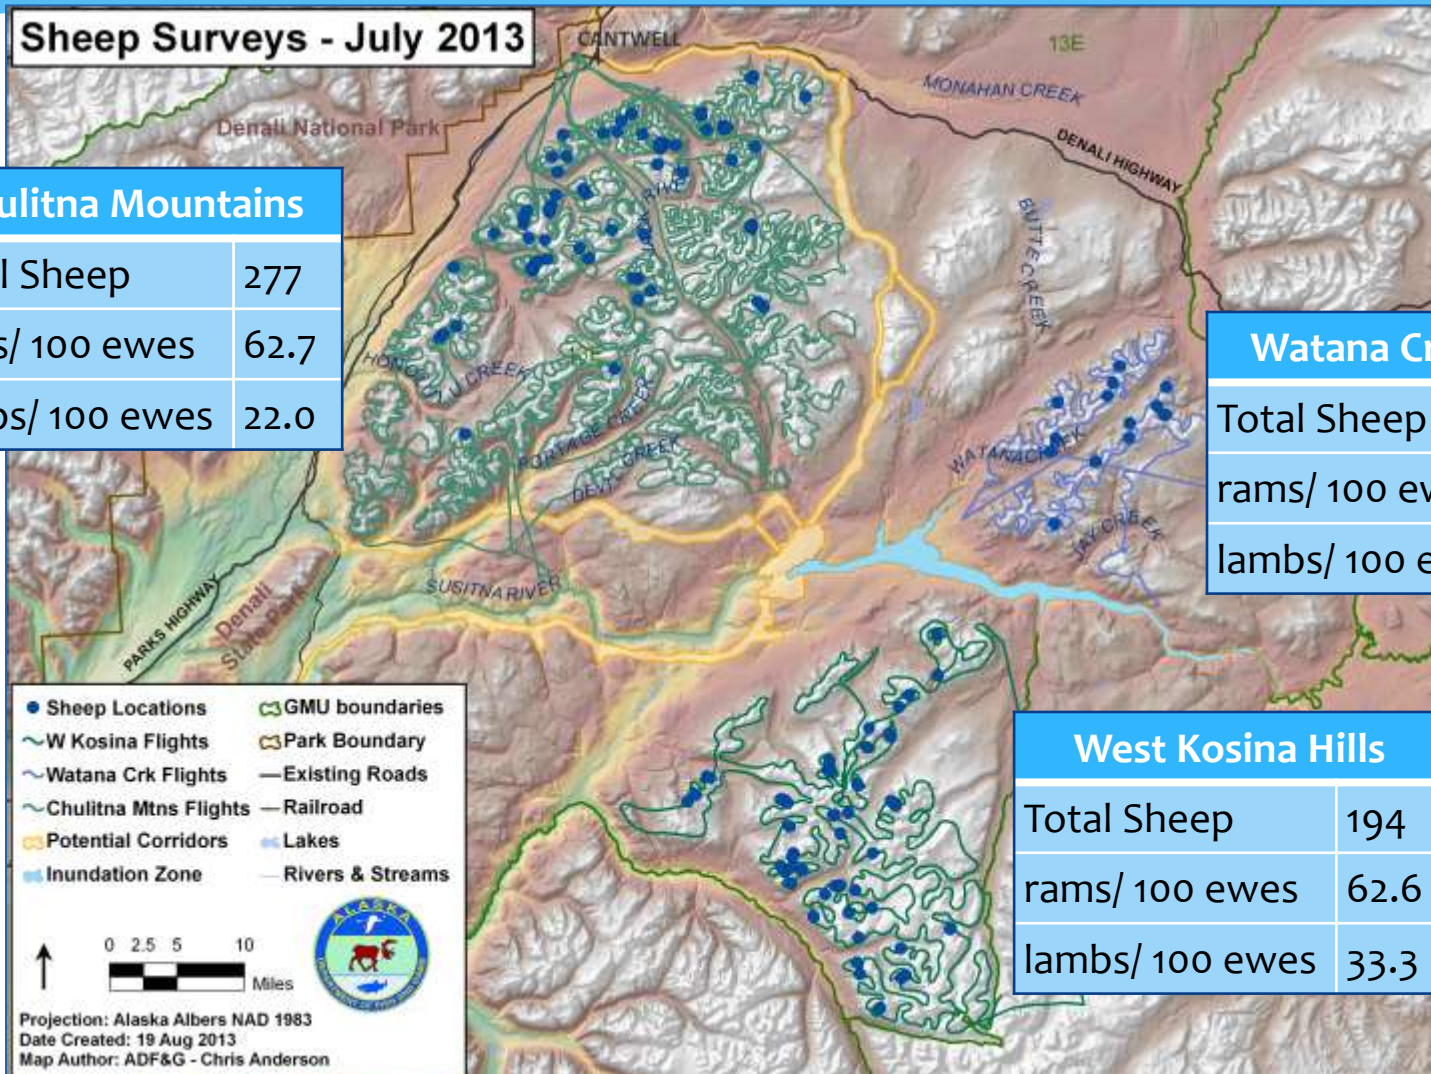 Sheep Surveys - July 2013
CANTWELL
13E
MONAHAN CREEK
Denali National Park
DENALI HIGHWAY
ulitna Mountains
l Sheep 277
s/ 100 ewes 62.7
bs/ 100 ewes 22.0
BUTTE CREEK
Watana Cr
Total Sheep
rams/ 100 ew
lambs/ 100 e
CREEK
PORTAGE CREEK
DEVIL CREEK
WATANA CREEK
JAY CREEK
SUSITNA RIVER
PARKS HIGHWAY
Denali
State Park
Sheep Locations
W Kosina Flights
Watana Crk Flights
Chulitna Mtns Flights
Potential Corridors
Inundation Zone
GMU boundaries
Park Boundary
Existing Roads
Railroad
Lakes
Rivers & Streams
West Kosina Hills
Total Sheep 194
rams/ 100 ewes 62.6
lambs/ 100 ewes 33.3
0 2.5 5 10
Miles
ALASKA
Projection: Alaska Albers NAD 1983
Date Created: 19 Aug 2013
Map Author: ADF&G - Chris Anderson